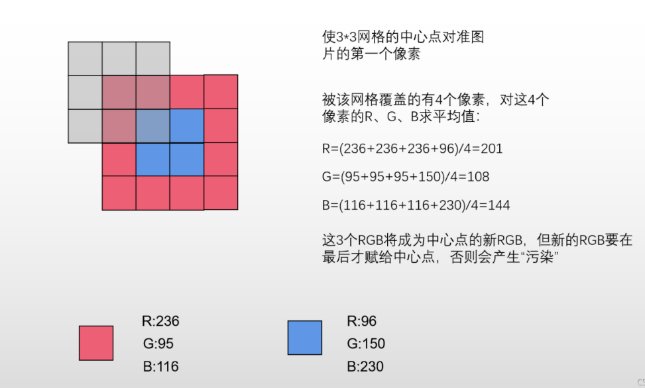 使3*3网格的中心点对准图
片的第一个像素
被该网格覆盖的有4个像素，对这4个
像素的R、G、B求平均值：
R=(236+236+236+96)/4=201
G=(95+95+95+150)/4=108
B=(116+116+116+230)/4=144
这3个RGB将成为中心点的新RGB，但新的RGB要在
最后才赋给中心点，否则会产生“污染”
R:236
G:95
B:116
R:96
G:150
B:230